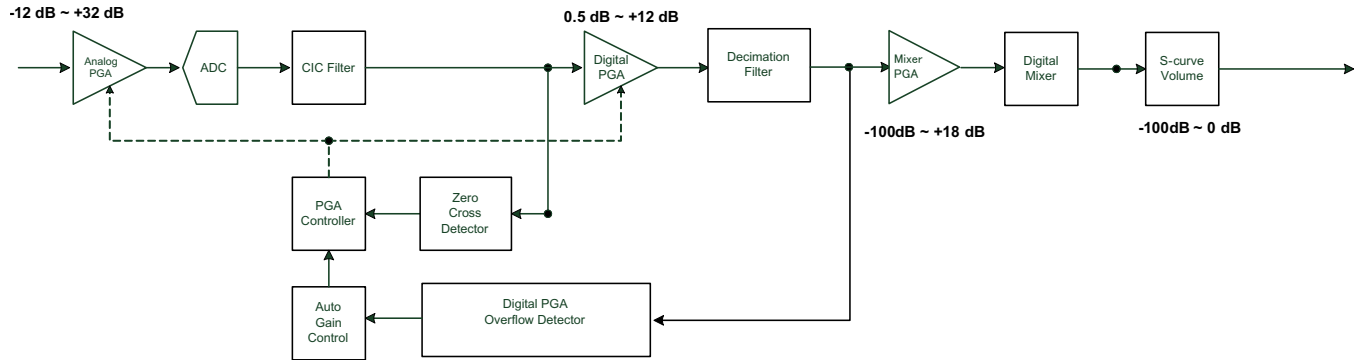 -12 dB ~ +32 dB
0.5 dB ~ +12 dB
Analog
PGA
ADC
CIC Filter
Digital
PGA
Decimation
Filter
Mixer
PGA
Digital
Mixer
S-curve
Volume
-100dB ~ +18 dB
-100dB ~ 0 dB
PGA
Controller
Zero
Cross
Detector
Auto
Gain
Control
Digital PGA
Overflow Detector